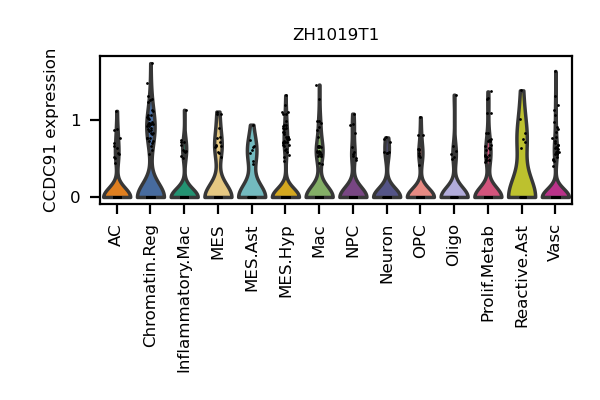 ZH1019T1
CCDC91 expression
1
0
AC
Chromatin.Reg
Inflammatory.Mac
MES
MES.Ast
MES.Hyp
Mac
NPC
Neuron
OPC
Oligo
Prolif.Metab
Reactive.Ast
Vasc